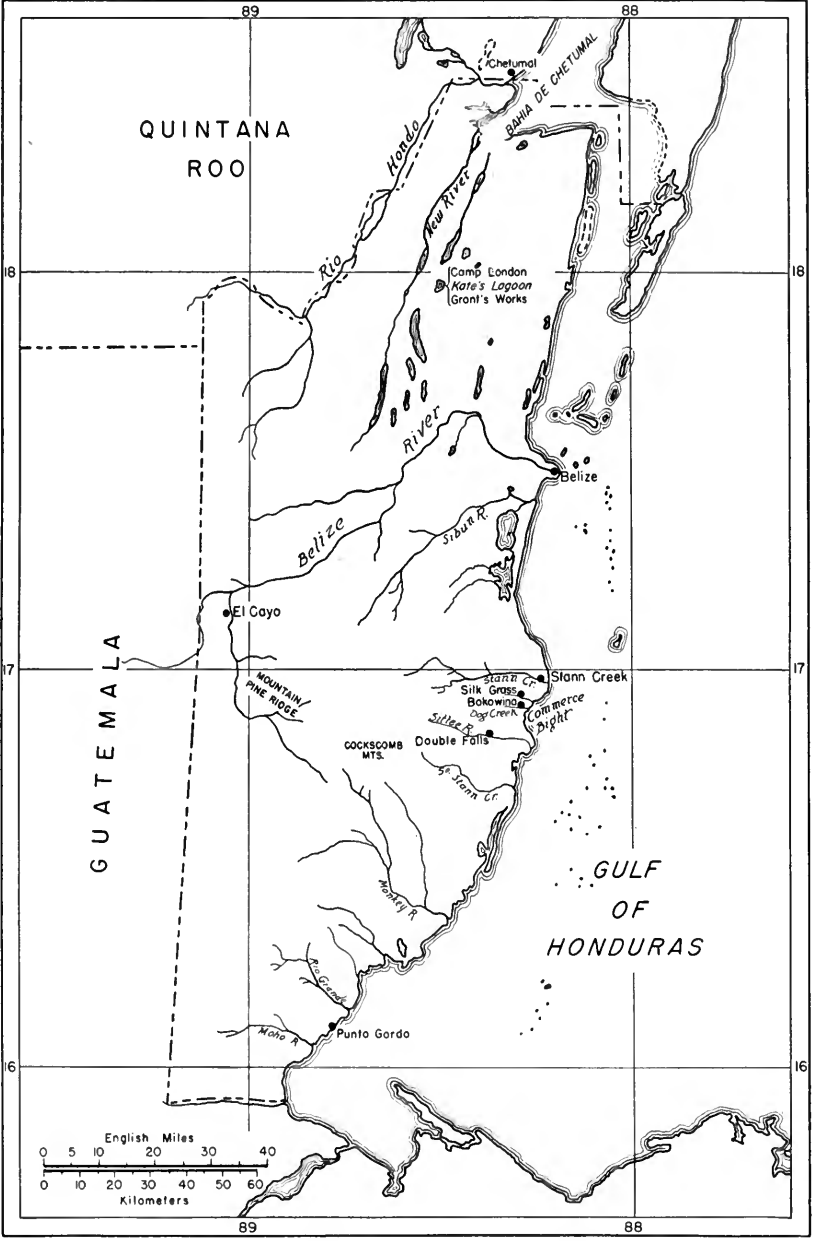 89
88
Chetumal
BAHIA DE CHETUMAL
QUINTANA
ROO
Rio Hondo
New River
18
18
Camp London
Kate's Lagoon
Grant's Works
Belize River
Belize
Sibun R.
El Cayo
GUATEMALA
17
17
MOUNTAIN
PINE RIDGE
Stann Cr.
Stann Creek
Silk Grass
Bokowina
Dog Creek
Commerce
Bight
Sittee R.
Double Falls
COCKSCOMB
MTS.
So. Stann Cr.
GULF
OF
HONDURAS
Monkey R.
Rio Grande
Moho R.
Punto Gordo
16
16
English Miles
0 5 10 20 30 40
0 10 20 30 40 50 60
Kilometers
89
88